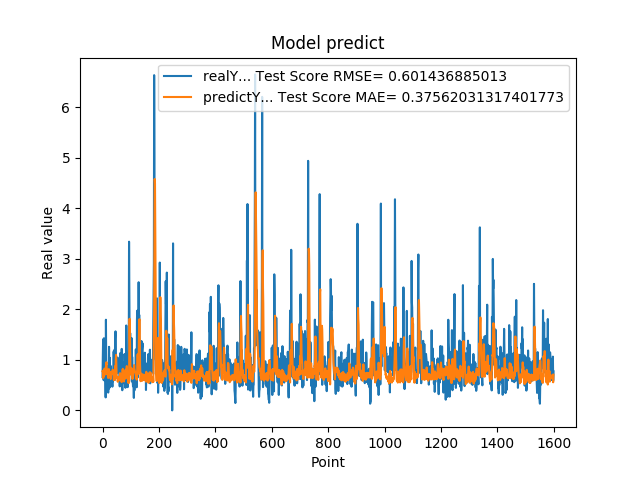 Model predict
realY... Test Score RMSE= 0.601436885013
predictY... Test Score MAE= 0.37562031317401773
Real value
6
5
4
3
2
1
0
0 200 400 600 800 1000 1200 1400 1600
Point